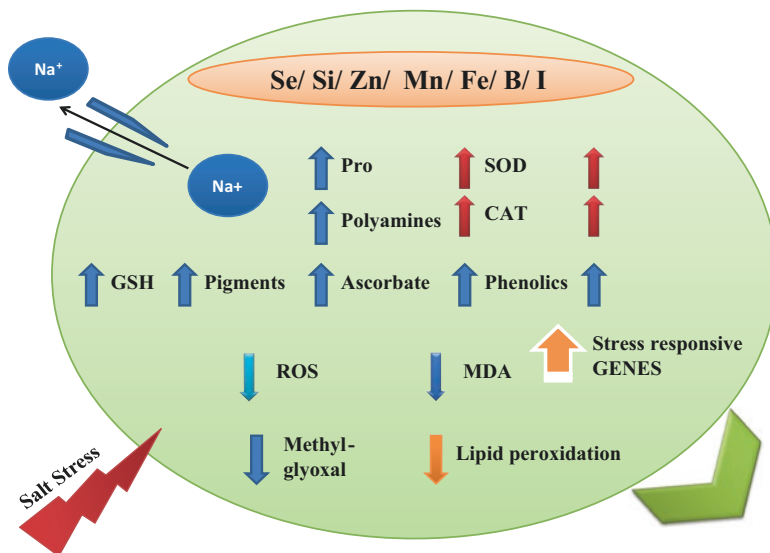 Na⁺
Se/ Si/ Zn/ Mn/ Fe/ B/ I
Na+
Pro
SOD
Polyamines
CAT
GSH
Pigments
Ascorbate
Phenolics
Stress responsive
GENES
ROS
MDA
Methyl-
glyoxal
Lipid peroxidation
Salt Stress